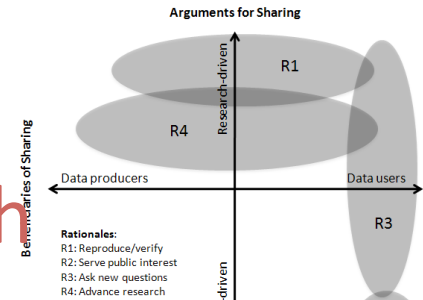 Arguments for Sharing
Research-driven
R1
R4
Data producers
Data users
R3
Rationales:
R1: Reproduce/verify
R2: Serve public interest
R3: Ask new questions
R4: Advance research
-driven
of Sharing
h